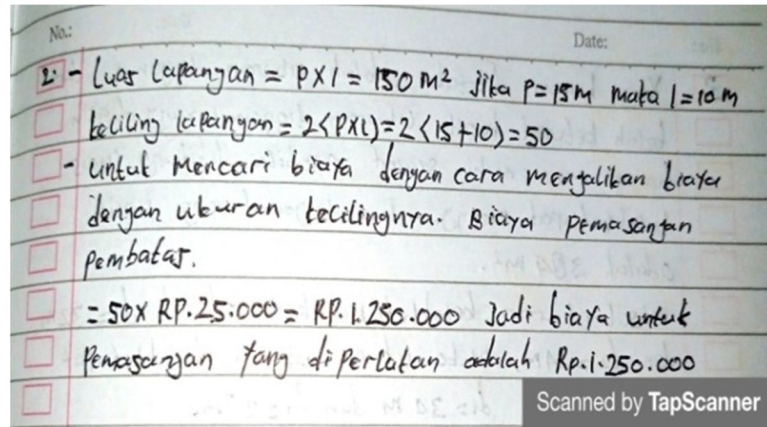 No.:
Date:
2. - Luas Lapangan = P x l = 150 m² jika P = 15 m maka l = 10 m
keliling lapangan = 2 < P x L ) = 2 < 15 + 10 ) = 50
- untuk Mencari biaya dengan cara mengalikan biaya
dengan ukuran kecilingnya. Biaya pemasangan
pembatas.
= 50 x RP. 25.000 = RP. 1.250.000 Jadi biaya untuk
Pemasangan yang diperlukan adalah Rp. 1.250.000
Scanned by TapScanner